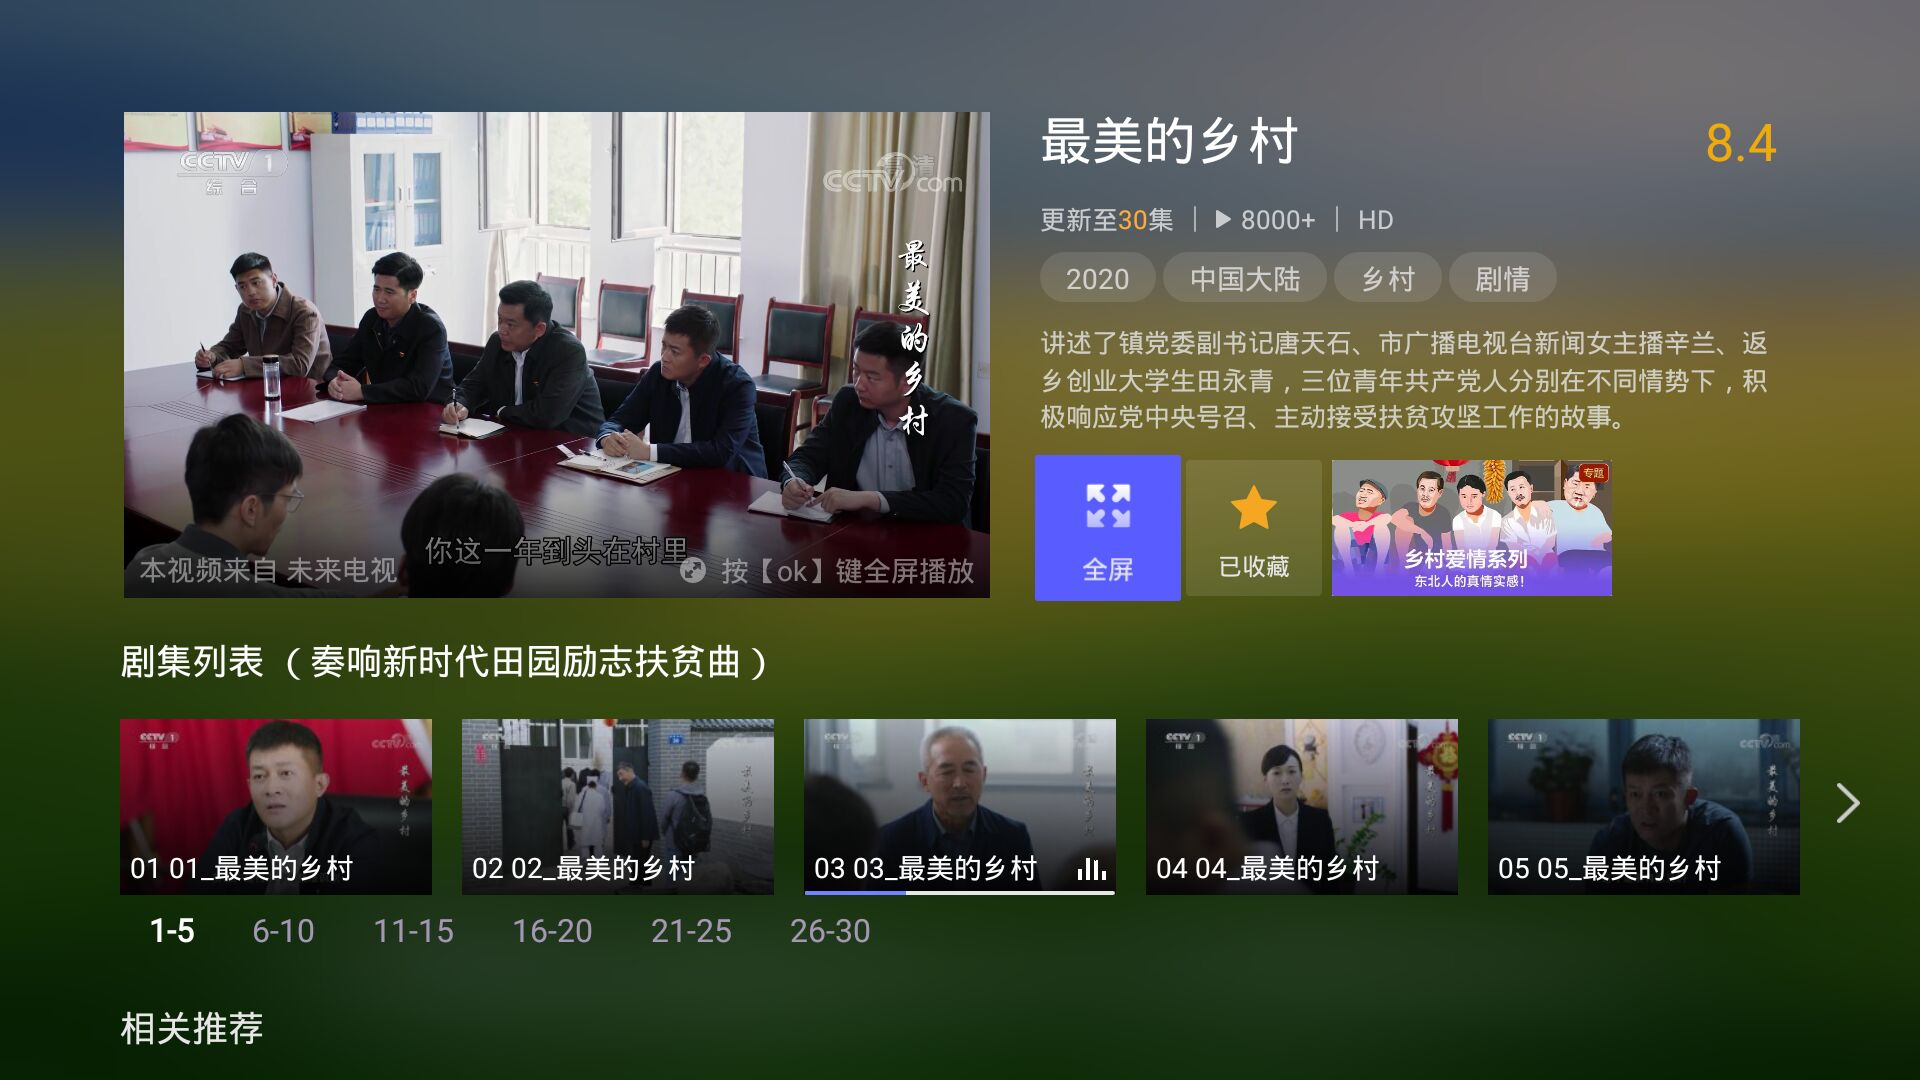 CCTV 1
综合
高清
CCTV.com
最美的乡村
你这一年到头在村里
本视频来自 未来电视
按【ok】键全屏播放
最美的乡村
8.4
更新至30集
8000+
HD
2020
中国大陆
乡村
剧情
讲述了镇党委副书记唐天石、市广播电视台新闻女主播辛兰、返
乡创业大学生田永青，三位青年共产党人分别在不同情势下，积
极响应党中央号召、主动接受扶贫攻坚工作的故事。
全屏
已收藏
专题
乡村爱情系列
东北人的真情实感！
剧集列表 （奏响新时代田园励志扶贫曲）
01 01_最美的乡村
02 02_最美的乡村
03 03_最美的乡村
04 04_最美的乡村
05 05_最美的乡村
1-5
6-10
11-15
16-20
21-25
26-30
相关推荐